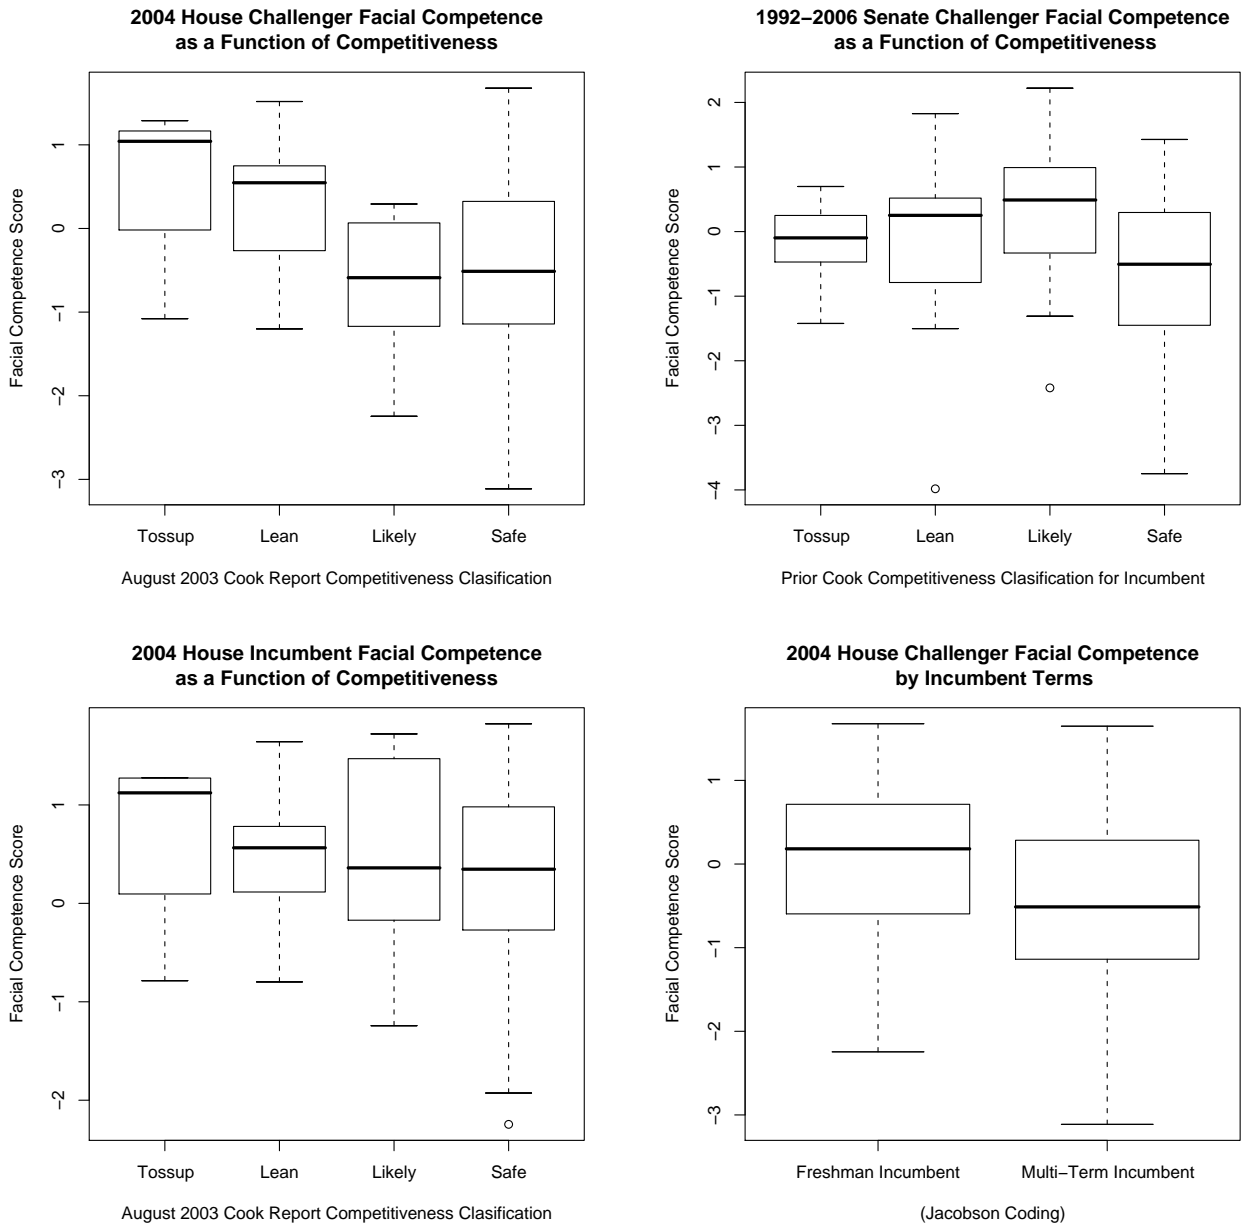 2004 House Challenger Facial Competence
as a Function of Competitiveness
Facial Competence Score
1
0
−1
−2
−3
Tossup Lean Likely Safe
August 2003 Cook Report Competitiveness Clasification
1992−2006 Senate Challenger Facial Competence
as a Function of Competitiveness
Facial Competence Score
2
1
0
−1
−2
−3
−4
Tossup Lean Likely Safe
Prior Cook Competitiveness Clasification for Incumbent
2004 House Incumbent Facial Competence
as a Function of Competitiveness
Facial Competence Score
1
0
−1
−2
Tossup Lean Likely Safe
August 2003 Cook Report Competitiveness Clasification
2004 House Challenger Facial Competence
by Incumbent Terms
Facial Competence Score
1
0
−1
−2
−3
Freshman Incumbent Multi−Term Incumbent
(Jacobson Coding)